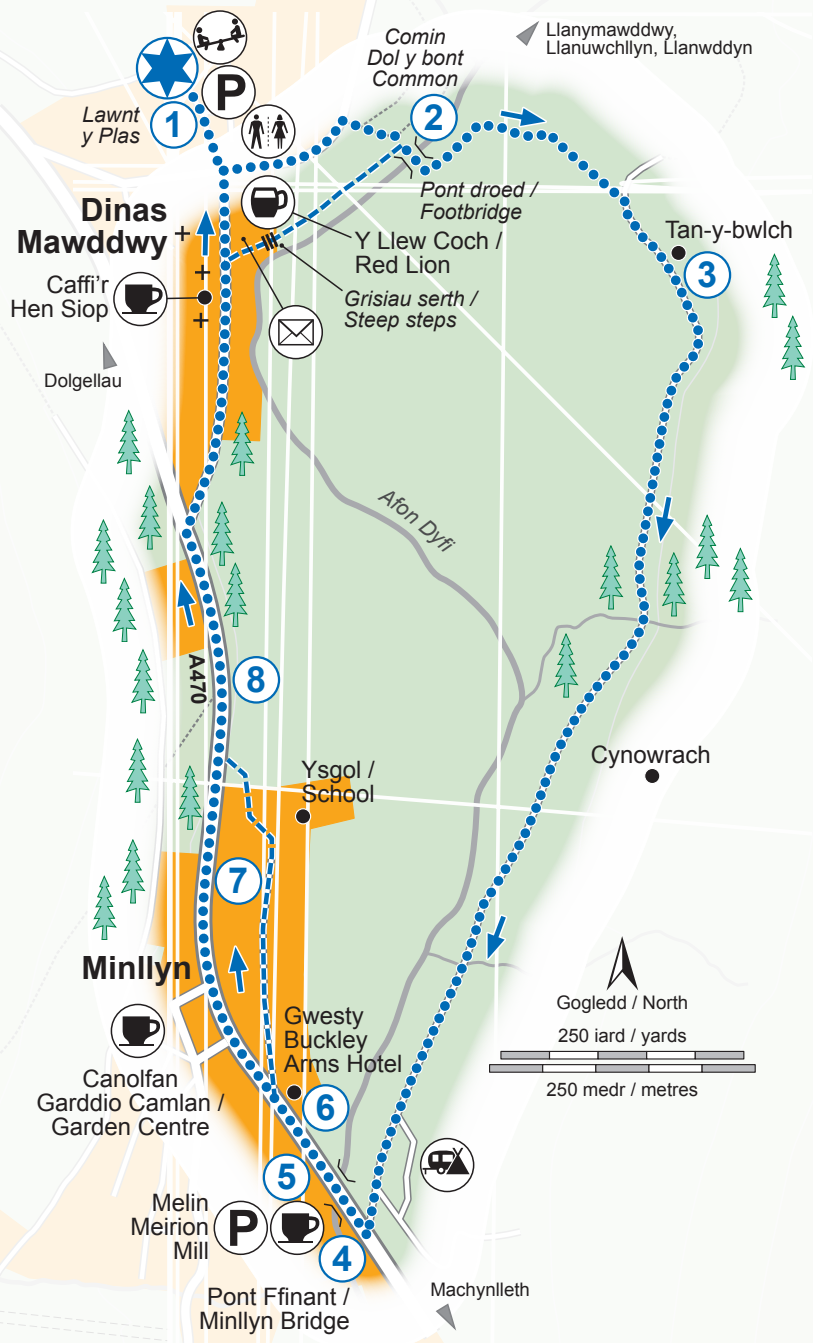 Comin
Dol y bont
Common
Llanymawddwy,
Llanuwchllyn, Llanwddyn
P
Lawnt
y Plas
1
2
Pont droed /
Footbridge
Dinas
Mawddwy
Y Llew Coch /
Red Lion
Tan-y-bwlch
3
Caffi'r
Hen Siop
Grisiau serth /
Steep steps
Dolgellau
Afon Dyfi
A470
8
Ysgol /
School
Cynowrach
7
Minllyn
Gogledd / North
250 iard / yards
250 medr / metres
Gwesty
Buckley
Arms Hotel
Canolfan
Garddio Camlan /
Garden Centre
6
5
Melin
Meirion
Mill
P
4
Pont Ffinant /
Minllyn Bridge
Machynlleth